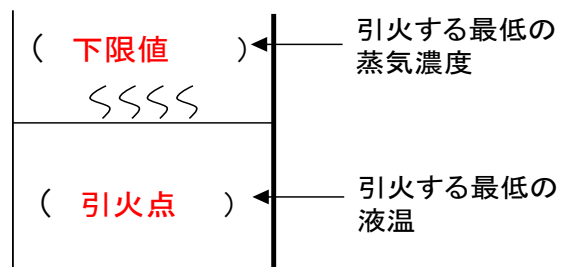 ( 下限値 )
引火する最低の
蒸気濃度
( 引火点 )
引火する最低の
液温